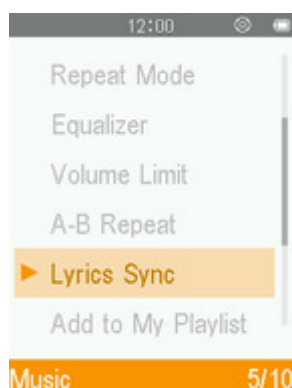 12:00
Repeat Mode
Equalizer
Volume Limit
A-B Repeat
Lyrics Sync
Add to My Playlist
Music 5/10